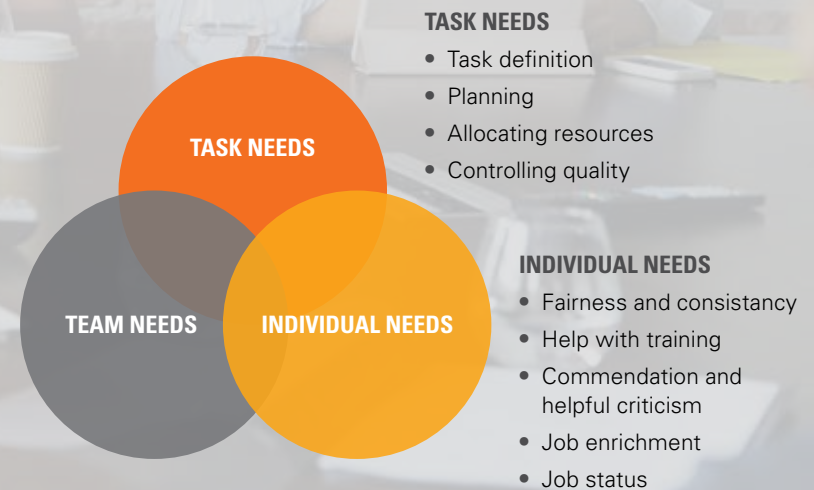 TASK NEEDS
• Task definition
• Planning
• Allocating resources
• Controlling quality
TASK NEEDS
TEAM NEEDS
INDIVIDUAL NEEDS
INDIVIDUAL NEEDS
• Fairness and consistancy
• Help with training
• Commendation and
helpful criticism
• Job enrichment
• Job status